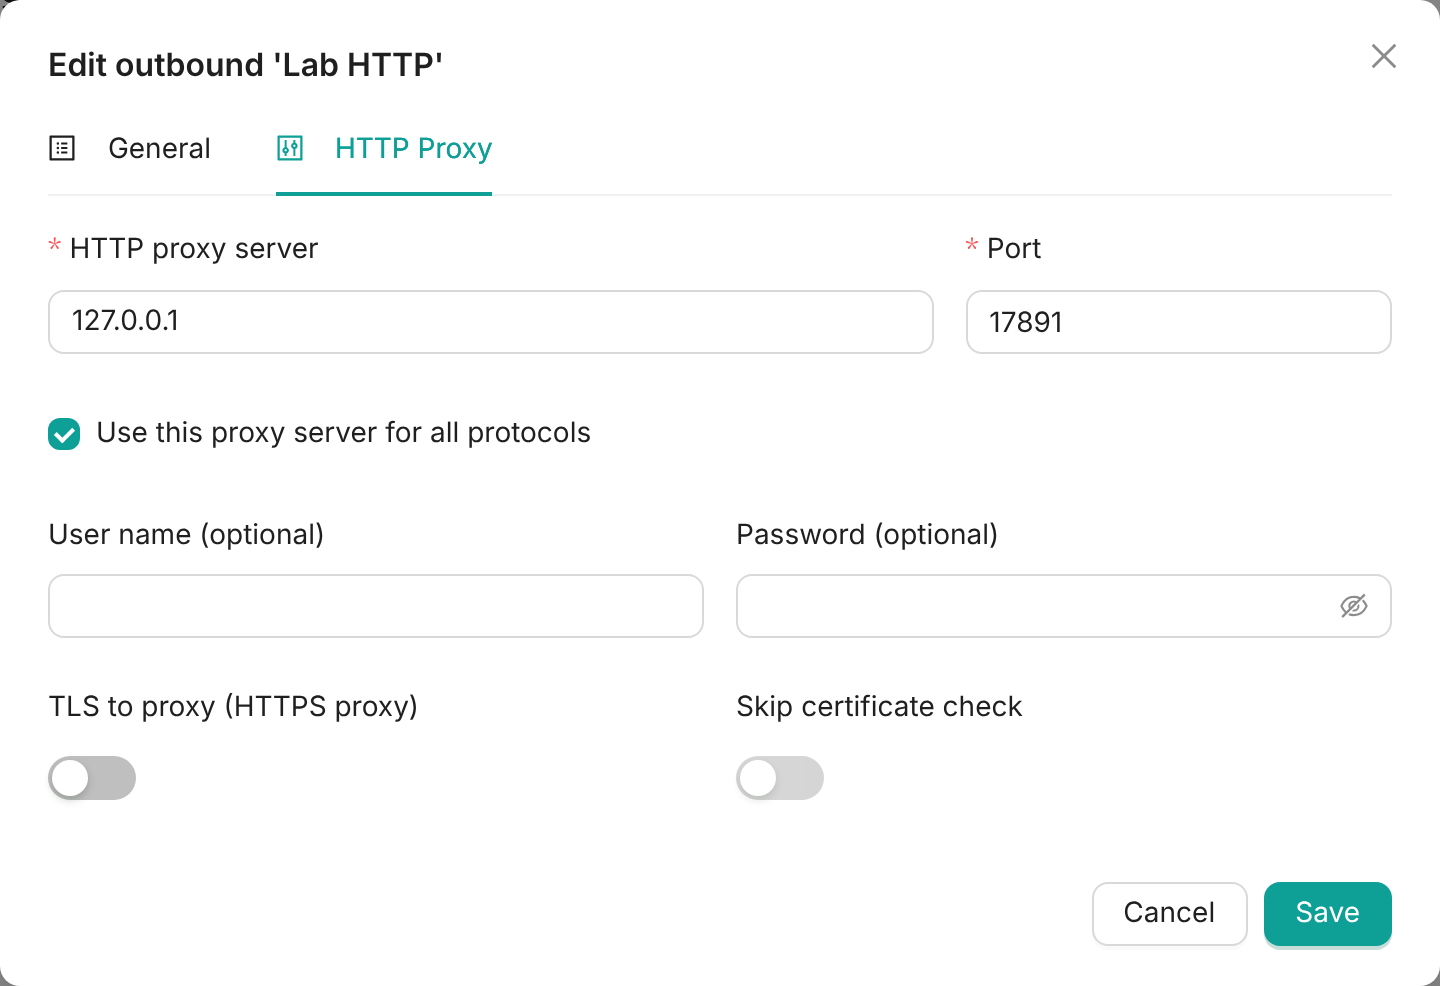 Edit outbound 'Lab HTTP'
General
HTTP Proxy
* HTTP proxy server
* Port
127.0.0.1
17891
Use this proxy server for all protocols
User name (optional)
Password (optional)
TLS to proxy (HTTPS proxy)
Skip certificate check
Cancel
Save